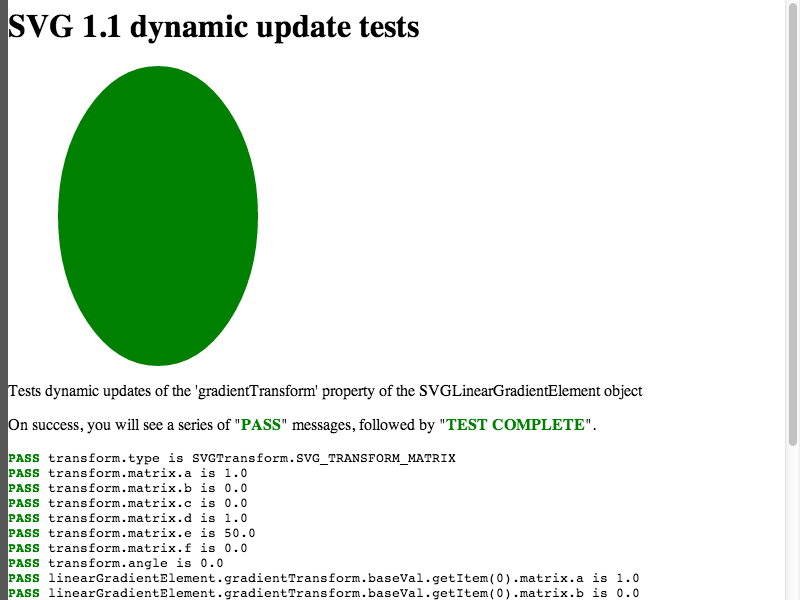 SVG 1.1 dynamic update tests
Tests dynamic updates of the 'gradientTransform' property of the SVGLinearGradientElement object
On success, you will see a series of "PASS" messages, followed by "TEST COMPLETE".
PASS transform.type is SVGTransform.SVG_TRANSFORM_MATRIX
PASS transform.matrix.a is 1.0
PASS transform.matrix.b is 0.0
PASS transform.matrix.c is 0.0
PASS transform.matrix.d is 1.0
PASS transform.matrix.e is 50.0
PASS transform.matrix.f is 0.0
PASS transform.angle is 0.0
PASS linearGradientElement.gradientTransform.baseVal.getItem(0).matrix.a is 1.0
PASS linearGradientElement.gradientTransform.baseVal.getItem(0).matrix.b is 0.0